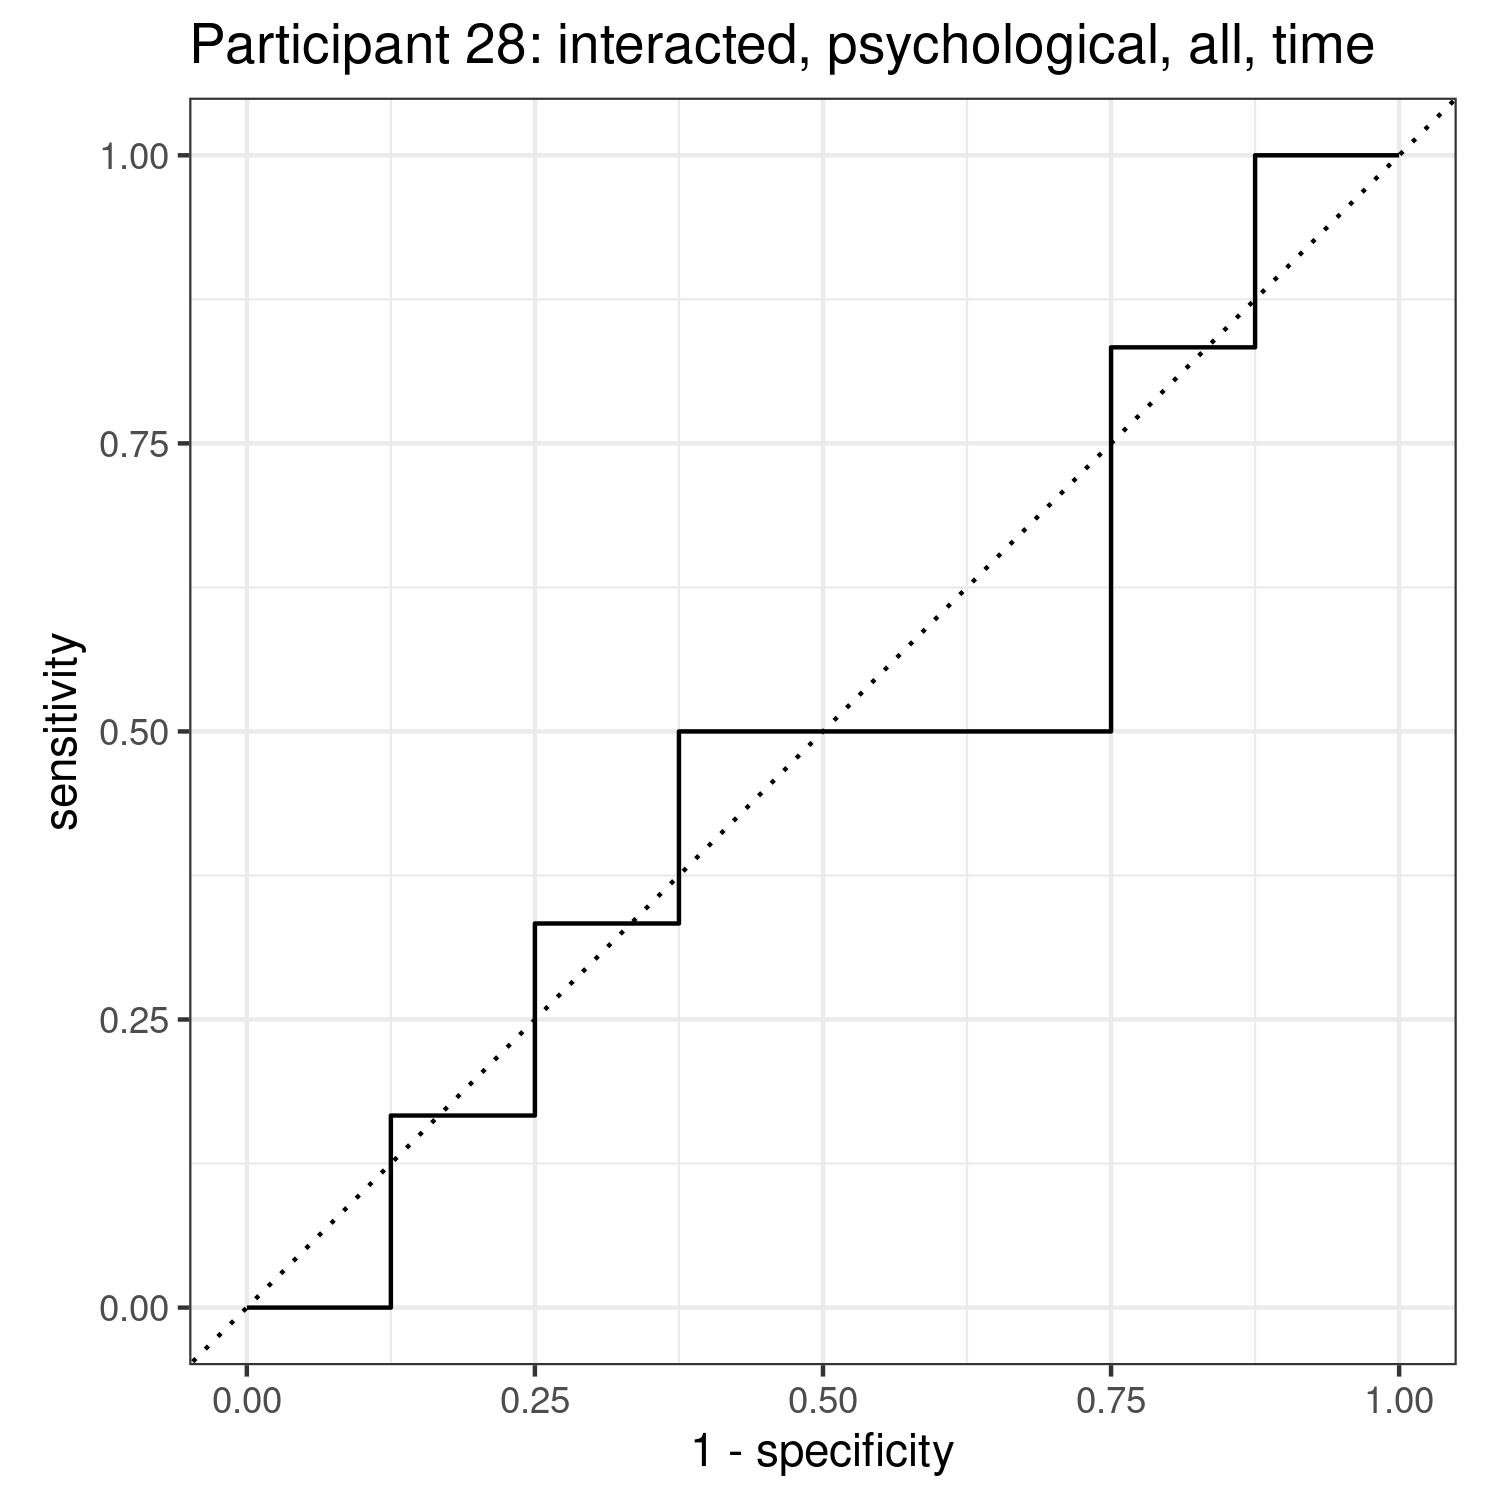 Participant 28: interacted, psychological, all, time
1.00
0.75
0.50
0.25
0.00
sensitivity
0.00 0.25 0.50 0.75 1.00
1 - specificity